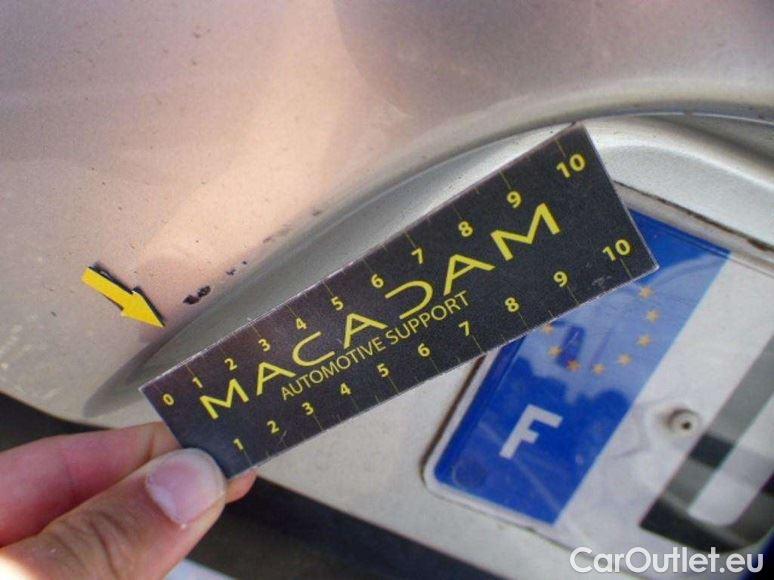 0 1 2 3 4 5 6 7 8 9 10
MACADAM
AUTOMOTIVE SUPPORT
1 2 3 4 5 6 7 8 9 10
F
CarOutlet.eu